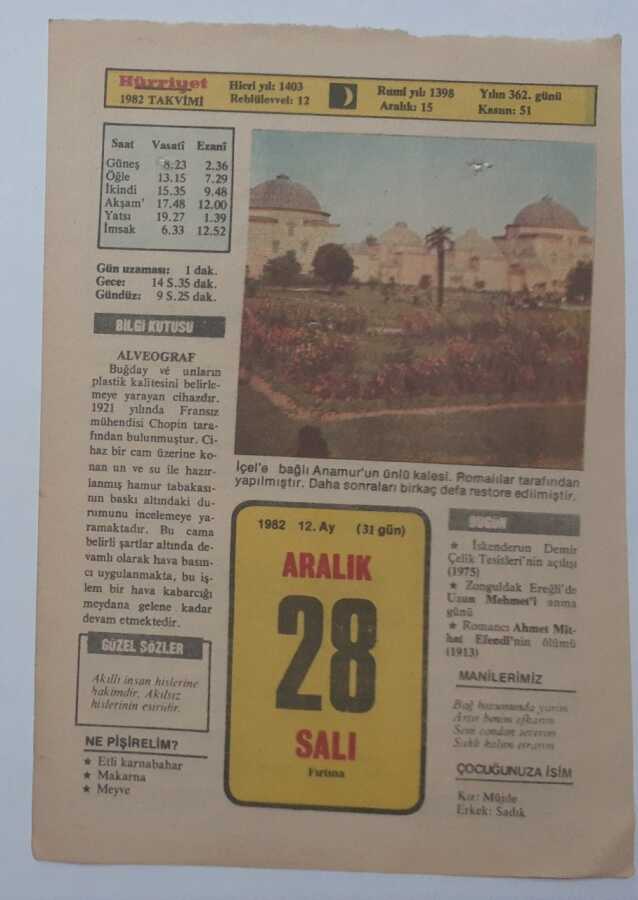 Hürriyet
1982 TAKVİMİ
Hicri yıl: 1403
Rebiülevvel: 12
Rumi yıl: 1398
Aralık: 15
Yılın 362. günü
Kasım: 51
Saat Vasatî Ezanî
Güneş 8.23 2.36
Öğle 13.15 7.29
İkindi 15.35 9.48
Akşam' 17.48 12.00
Yatsı 19.27 1.39
İmsak 6.33 12.52
Gün uzaması: 1 dak.
Gece: 14 S.35 dak.
Gündüz: 9 S.25 dak.
BİLGİ KUTUSU
ALVEOGRAF
Buğday vé unların
plastik kalitesini belirle-
meye yarayan cihazdır.
1921 yılında Fransız
mühendisi Chopin tara-
fından bulunmuştur. Ci-
haz bir cam üzerine ko-
nan un ve su ile hazır-
lanmış hamur tabakası-
nın baskı altındaki du-
rumunu incelemeye ya-
ramaktadır. Bu cama
belirli şartlar altında de-
vamlı olarak hava basın-
cı uygulanmakta, bu iş-
lem bir hava kabarcığı
meydana gelene kadar
devam etmektedir.
GÜZEL SÖZLER
Akıllı insan hislerine
hakimdir. Akılsız
hislerinin esiridir.
NE PİŞİRELİM?
★ Etli karnabahar
★ Makarna
★ Meyve
İçel'e bağlı Anamur'un ünlü kalesi. Romalılar tarafından
yapılmıştır. Daha sonraları birkaç defa restore edilmiştir.
1982 12. Ay (31 gün)
ARALIK
28
SALI
Fırtına
BUGÜN
★ İskenderun Demir
Çelik Tesisleri'nin açılışı
(1975)
★ Zonguldak Ereğli'de
Uzun Mehmet'i anma
günü
★ Romancı Ahmet Mit-
hat Efendi'nin ölümü
(1913)
MANİLERİMİZ
Bağ bozumunda yarim
Artar benim efkarım
Seni candan severim
ÇOCUĞUNUZA İSİM
Kız: Müjde
Erkek: Sadık